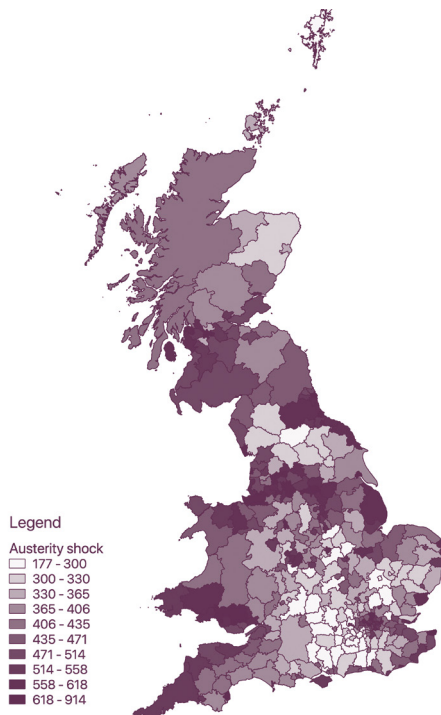 Legend
Austerity shock
177 - 300
300 - 330
330 - 365
365 - 406
406 - 435
435 - 471
471 - 514
514 - 558
558 - 618
618 - 914